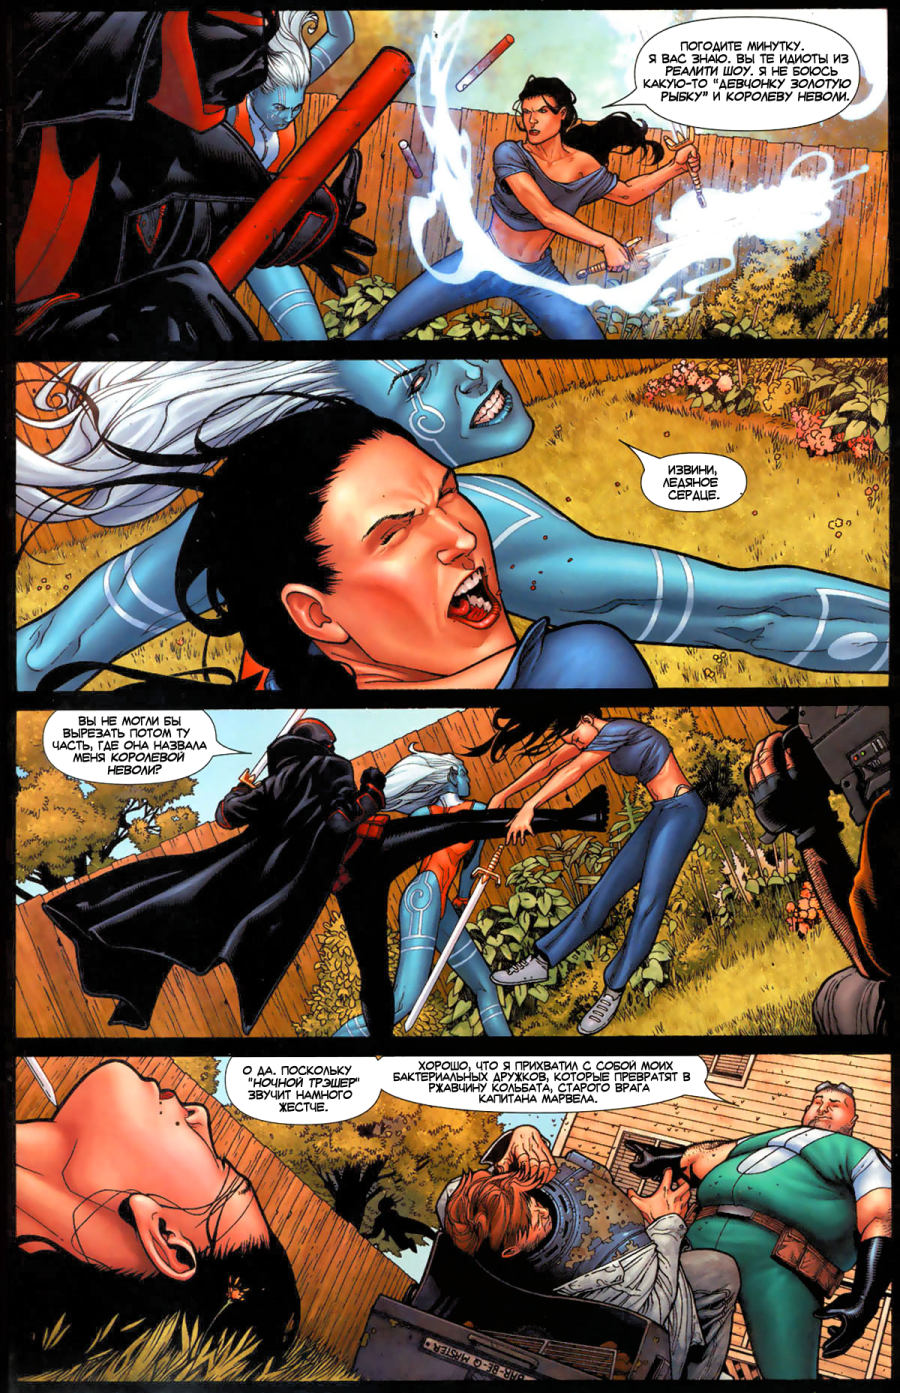 ПОГОДИТЕ МИНУТКУ.
Я ВАС ЗНАЮ. ВЫ ТЕ ИДИОТЫ ИЗ
РЕАЛИТИ ШОУ. Я НЕ БОЮСЬ
КАКУЮ-ТО "ДЕВЧОНКУ ЗОЛОТУЮ
РЫБКУ" И КОРОЛЕВУ НЕВОЛИ.
ИЗВИНИ,
ЛЕДЯНОЕ
СЕРДЦЕ.
ВЫ НЕ МОГЛИ БЫ
ВЫРЕЗАТЬ ПОТОМ ТУ
ЧАСТЬ, ГДЕ ОНА НАЗВАЛА
МЕНЯ КОРОЛЕВОЙ
НЕВОЛИ?
О ДА. ПОСКОЛЬКУ
"НОЧНОЙ ТРЭШЕР"
ЗВУЧИТ НАМНОГО
ЖЕСТЧЕ.
ХОРОШО, ЧТО Я ПРИХВАТИЛ С СОБОЙ МОИХ
БАКТЕРИАЛЬНЫХ ДРУЖКОВ, КОТОРЫЕ ПРЕВРАТЯТ В
РЖАВЧИНУ КОЛЬБАТА, СТАРОГО ВРАГА
КАПИТАНА МАРВЕЛА.
BAR-BE-Q MASTER